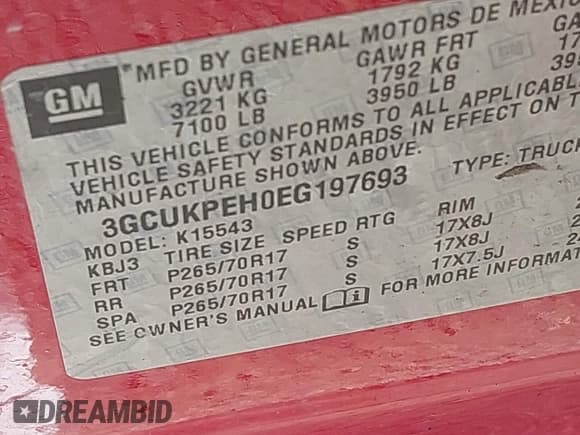 GM
MFD BY GENERAL MOTORS DE
GVWR GAWR FRT
3221 KG 1792 KG
7100 LB 3950 LB
THIS VEHICLE CONFORMS TO ALL
VEHICLE SAFETY STANDARDS IN EFFECT ON
MANUFACTURE SHOWN ABOVE.
3GCUKPEH0EG197693 TYPE: TRUCK
MODEL: K15543
KBJ3 TIRE SIZE SPEED RTG RIM
FRT P265/70R17 S 17X8J
RR P265/70R17 S 17X8J
SPA P265/70R17 S 17X7.5J
SEE OWNER'S MANUAL i FOR MORE
DREAMBID